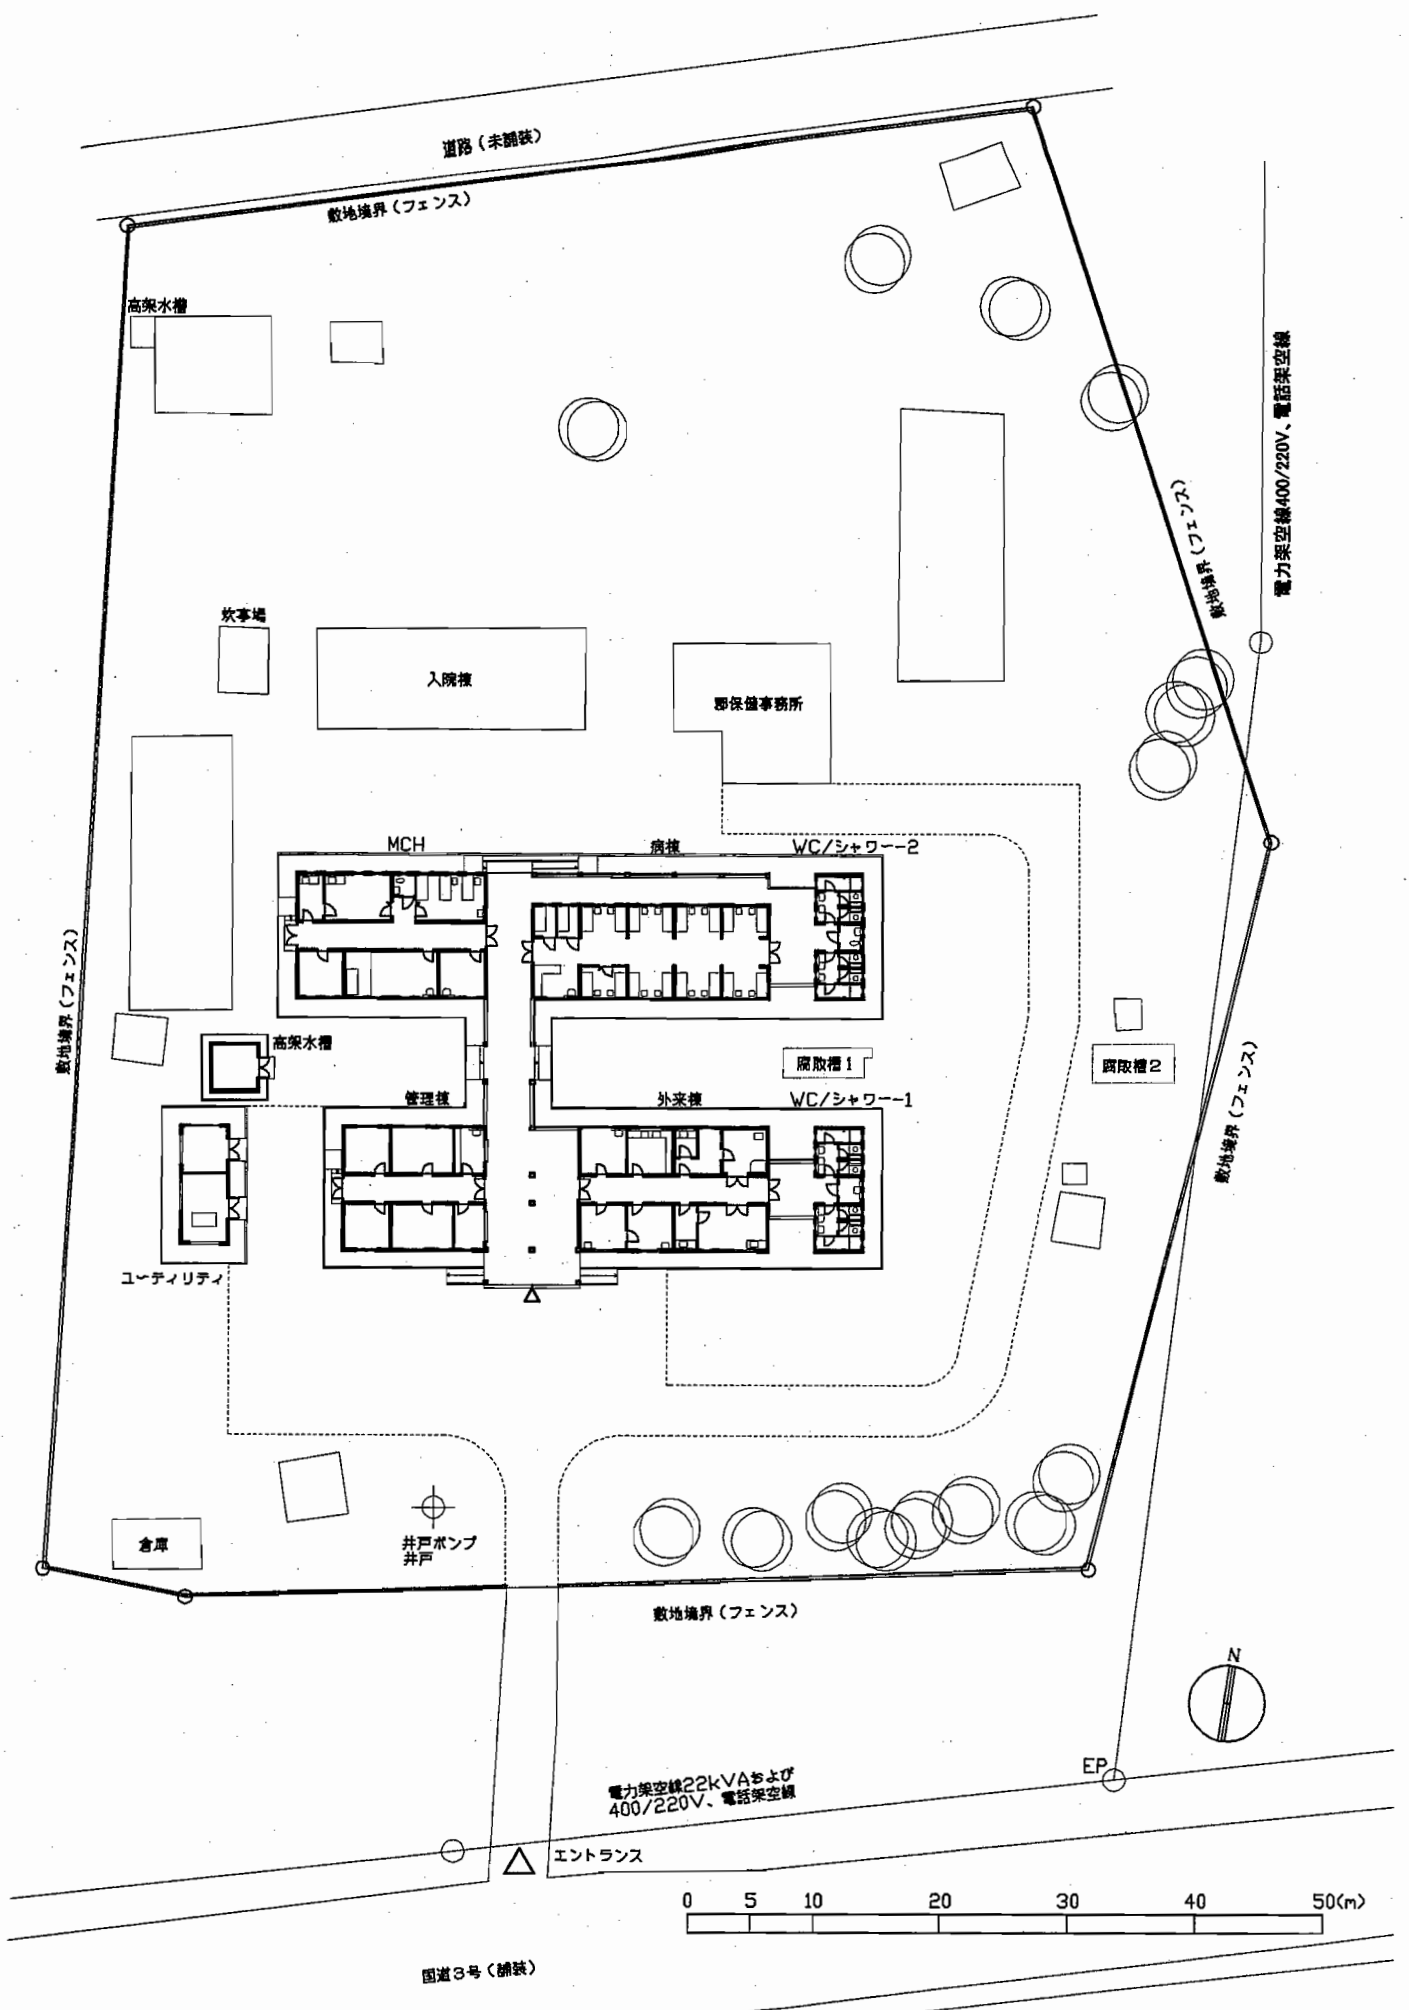 道路（未舗装）
敷地境界（フェンス）
高架水槽
電力架空線400/220V、電話架空線
敷地境界（フェンス）
炊事場
入院棟
郡保健事務所
MCH
病棟
WC/シャワー-2
敷地境界（フェンス）
高架水槽
腐敗槽1
腐敗槽2
管理棟
外来棟
WC/シャワー-1
敷地境界（フェンス）
ユーティリティ
倉庫
井戸ポンプ
井戸
敷地境界（フェンス）
N
EP
電力架空線22kVAおよび
400/220V、電話架空線
エントランス
0 5 10 20 30 40 50(m)
国道3号（舗装）